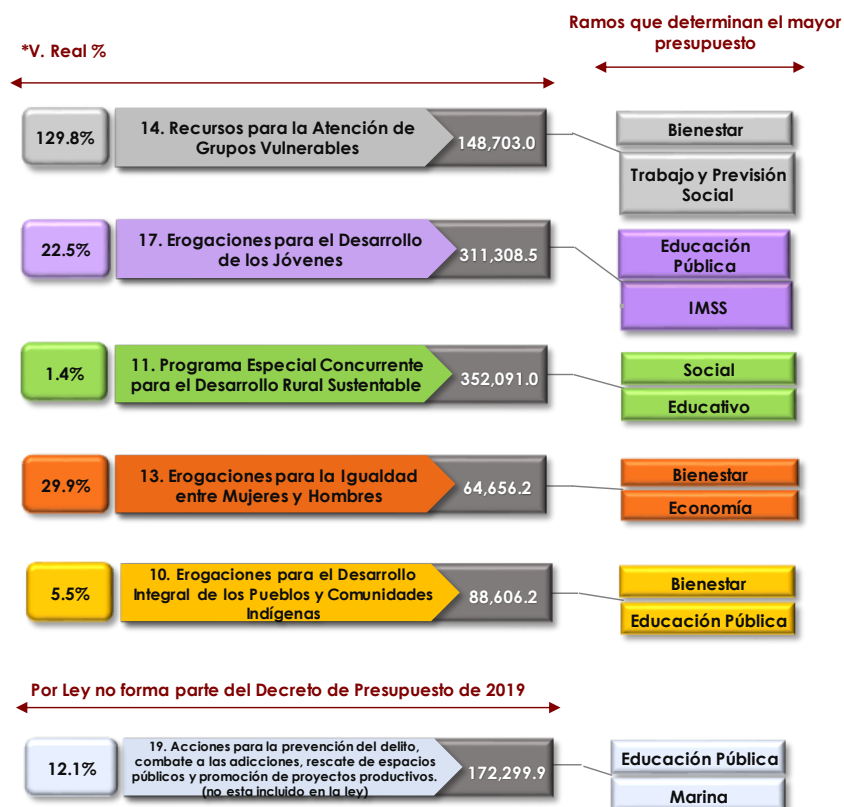 Ramos que determinan el mayor
presupuesto
*V. Real %
129.8%
14. Recursos para la Atención de
Grupos Vulnerables
148,703.0
Bienestar
Trabajo y Previsión
Social
22.5%
17. Erogaciones para el Desarrollo
de los Jóvenes
311,308.5
Educación
Pública
IMSS
1.4%
11. Programa Especial Concurrente
para el Desarrollo Rural Sustentable
352,091.0
Social
Educativo
29.9%
13. Erogaciones para la Igualdad
entre Mujeres y Hombres
64,656.2
Bienestar
Economía
5.5%
10. Erogaciones para el Desarrollo
Integral de los Pueblos y Comunidades
Indígenas
88,606.2
Bienestar
Educación Pública
Por Ley no forma parte del Decreto de Presupuesto de 2019
12.1%
19. Acciones para la prevención del delito,
combate a las adicciones, rescate de espacios
públicos y promoción de proyectos productivos.
(no esta incluido en la ley)
172,299.9
Educación Pública
Marina